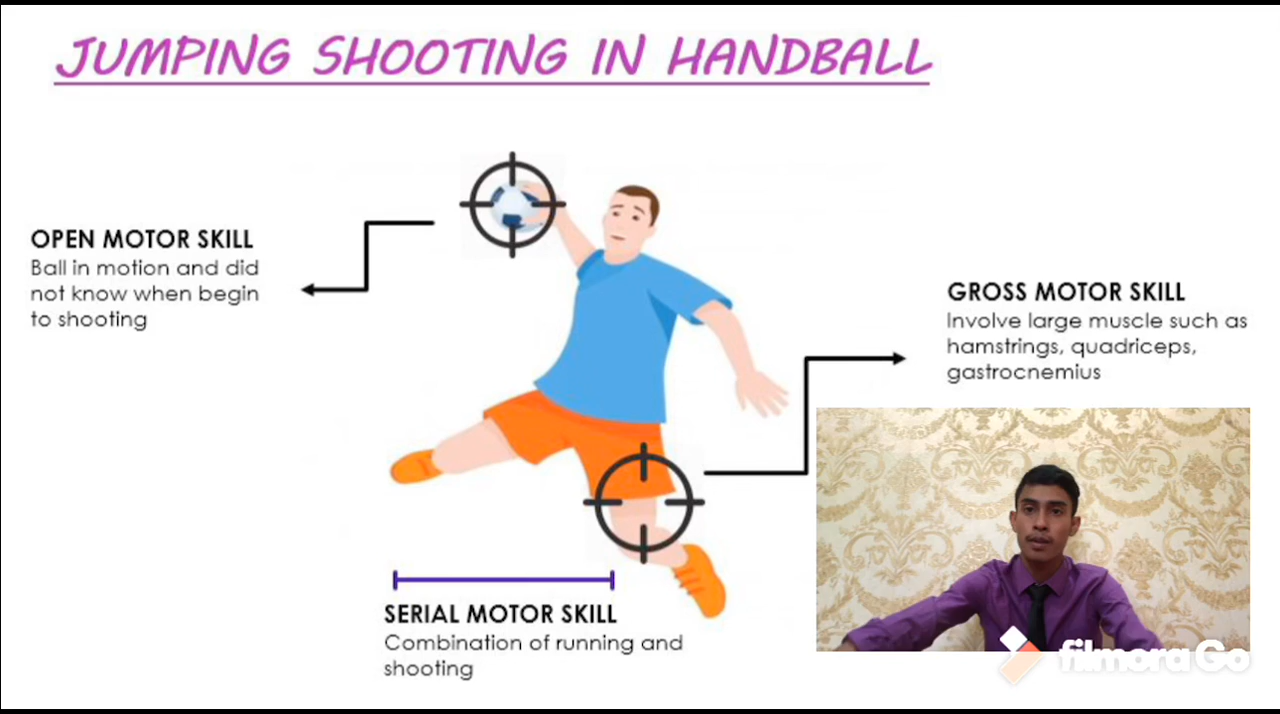 JUMPING SHOOTING IN HANDBALL
OPEN MOTOR SKILL
Ball in motion and did
not know when begin
to shooting
GROSS MOTOR SKILL
Involve large muscle such as
hamstrings, quadriceps,
gastrocnemius
SERIAL MOTOR SKILL
Combination of running and
shooting
filmora Go